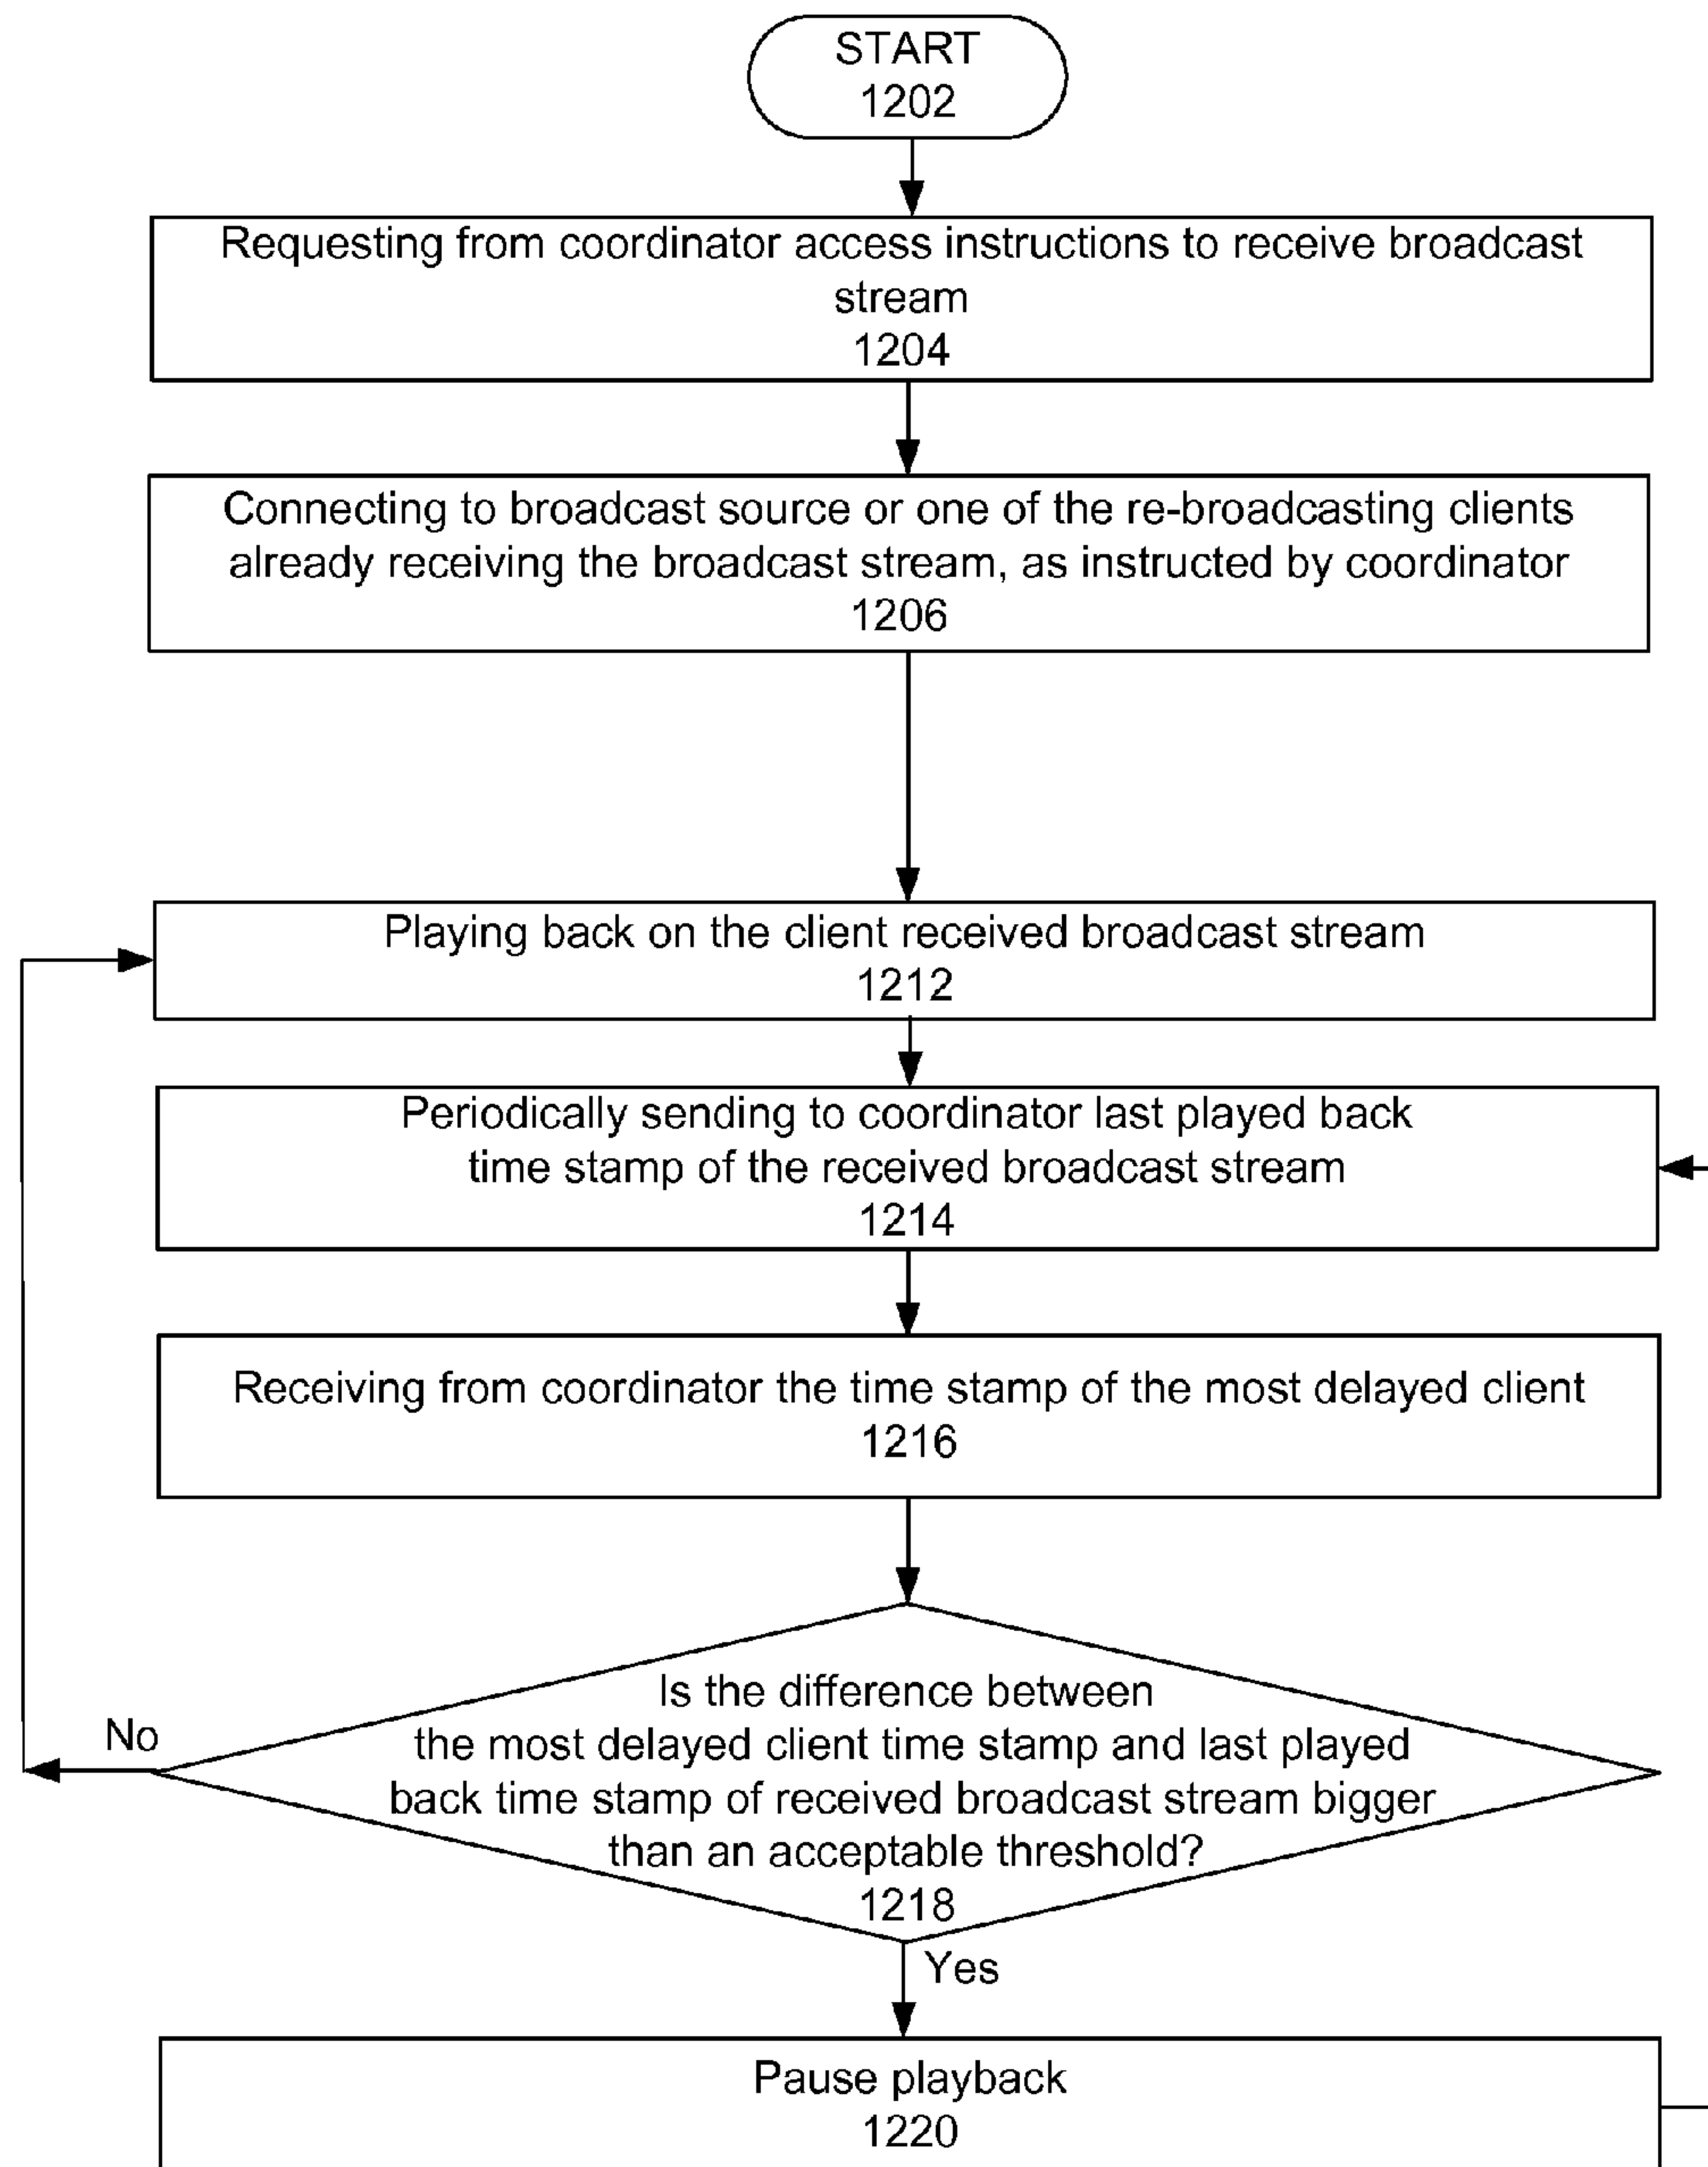 START
1202
Requesting from coordinator access instructions to receive broadcast
stream
1204
Connecting to broadcast source or one of the re-broadcasting clients
already receiving the broadcast stream, as instructed by coordinator
1206
Playing back on the client received broadcast stream
1212
Periodically sending to coordinator last played back
time stamp of the received broadcast stream
1214
Receiving from coordinator the time stamp of the most delayed client
1216
Is the difference between
the most delayed client time stamp and last played
back time stamp of received broadcast stream bigger
than an acceptable threshold?
1218
No
Yes
Pause playback
1220